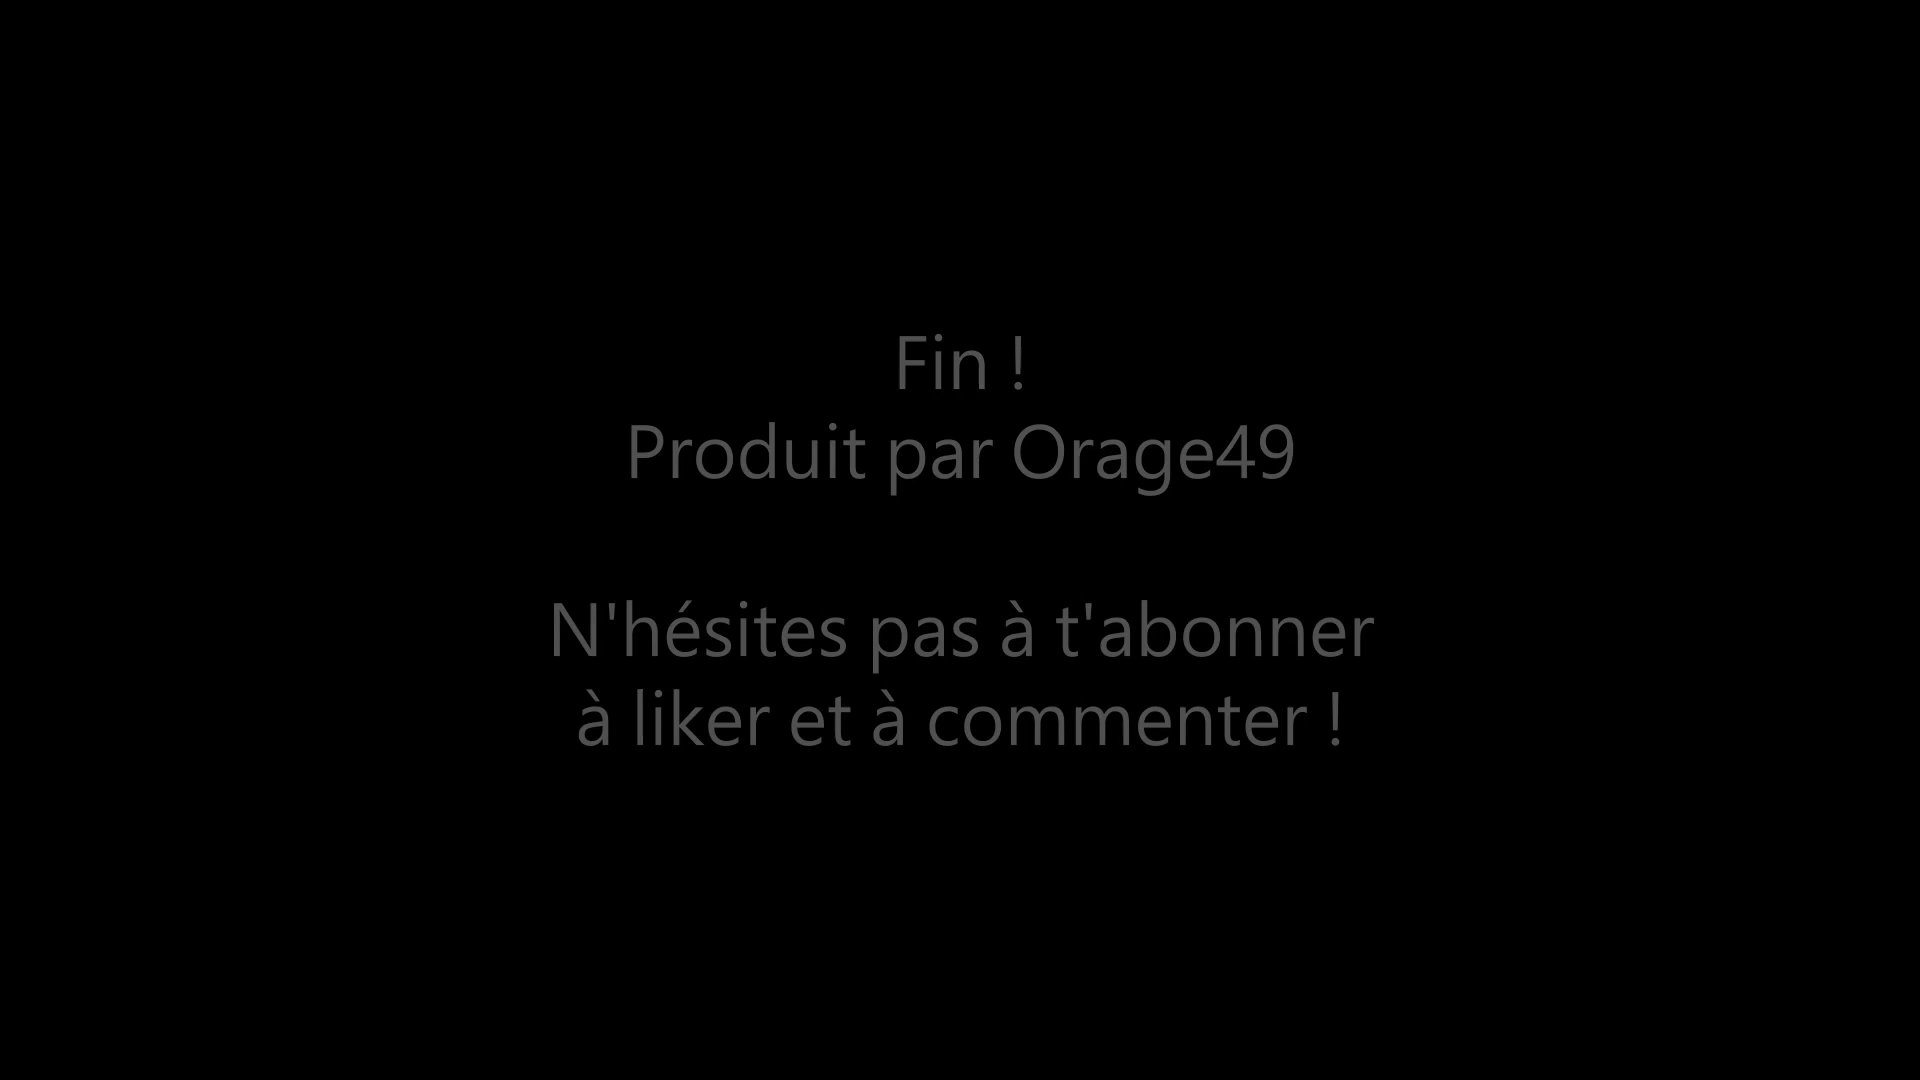 Fin !
Produit par Orage49
N'hésites pas à t'abonner
à liker et à commenter !